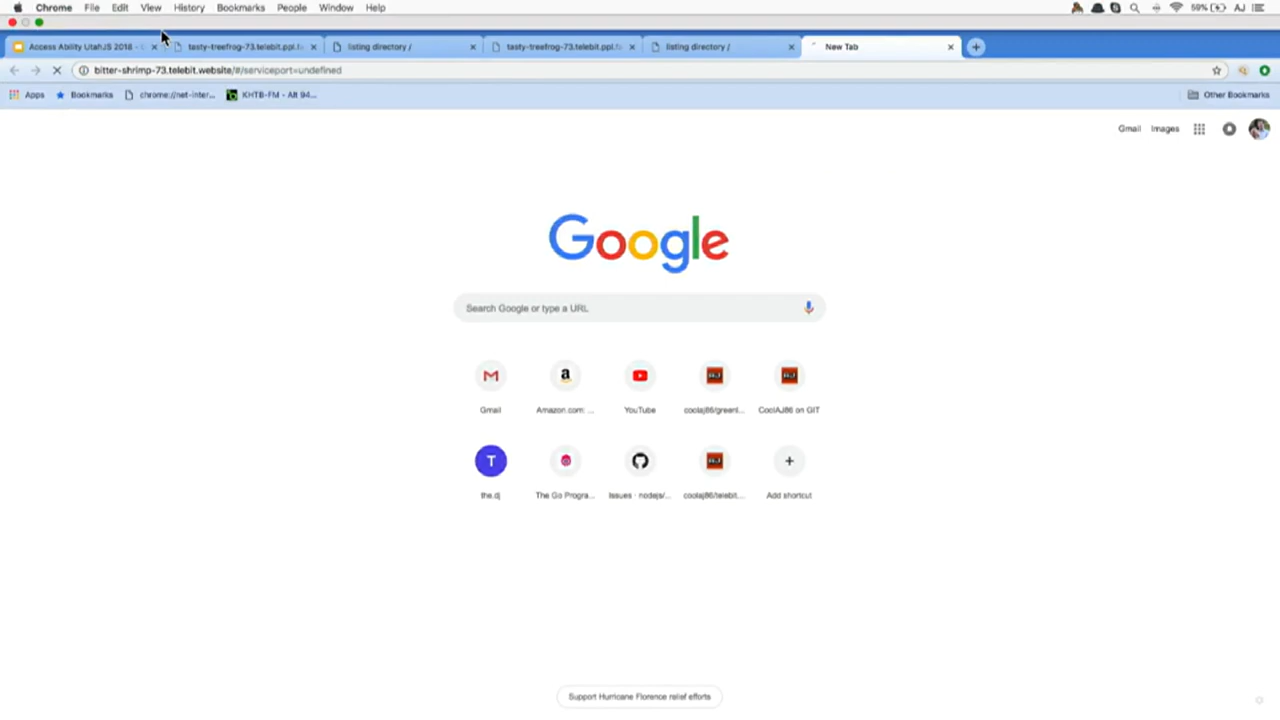 Chrome File Edit View History Bookmarks People Window Help 59% AJ
Access Ability UtahJS 2018 - tasty-treefrog-73.telebit.ppl. listing directory / tasty-treefrog-73.telebit.ppl. listing directory / New Tab
bitter-shrimp-73.telebit.website/#/serviceport=undefined
Apps Bookmarks chrome://net-inter... KHTB-FM - Alt 94... Other Bookmarks
Gmail Images
Google
Search Google or type a URL
Gmail Amazon.com: ... YouTube coolaj86/greenl... CoolAJ86 on GIT
T
the.dj The Go Progra... Issues · nodejs/... coolaj86/telebit... Add shortcut
Support Hurricane Florence relief efforts